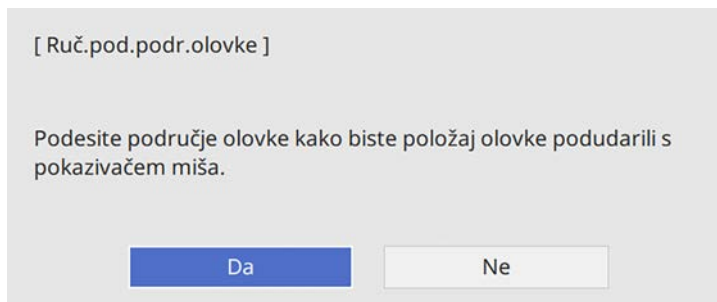 [ Ruč.pod.podr.olovke ]
Podesite područje olovke kako biste položaj olovke podudarili s
pokazivačem miša.
Da
Ne